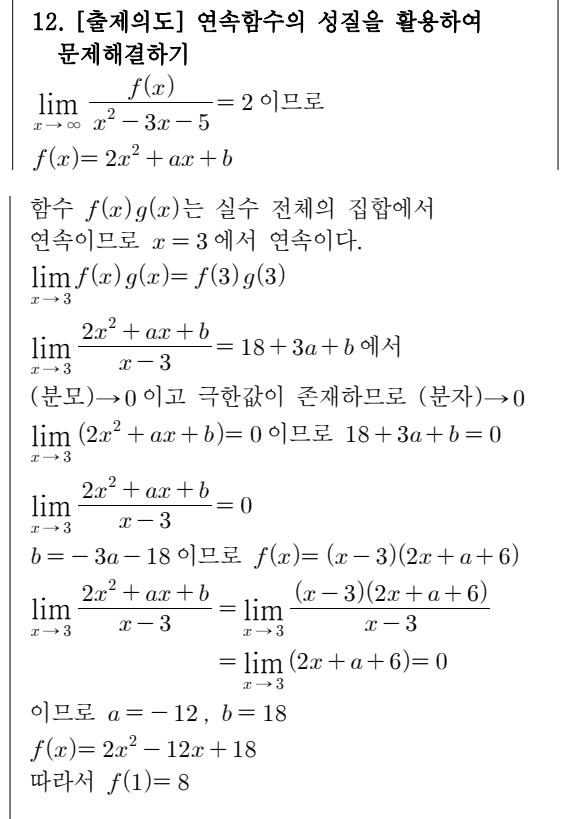 12. [출제의도] 연속함수의 성질을 활용하여
문제해결하기
lim_{x→∞} f(x)/(x²−3x−5) = 2 이므로
f(x) = 2x² + ax + b
함수 f(x)g(x)는 실수 전체의 집합에서
연속이므로 x = 3 에서 연속이다.
lim_{x→3} f(x)g(x) = f(3)g(3)
lim_{x→3} (2x² + ax + b)/(x − 3) = 18 + 3a + b 에서
(분모)→0 이고 극한값이 존재하므로 (분자)→0
lim_{x→3} (2x² + ax + b) = 0 이므로 18 + 3a + b = 0
lim_{x→3} (2x² + ax + b)/(x − 3) = 0
b = −3a − 18 이므로 f(x) = (x − 3)(2x + a + 6)
lim_{x→3} (2x² + ax + b)/(x − 3) = lim_{x→3} (x − 3)(2x + a + 6)/(x − 3)
= lim_{x→3} (2x + a + 6) = 0
이므로 a = −12, b = 18
f(x) = 2x² − 12x + 18
따라서 f(1) = 8